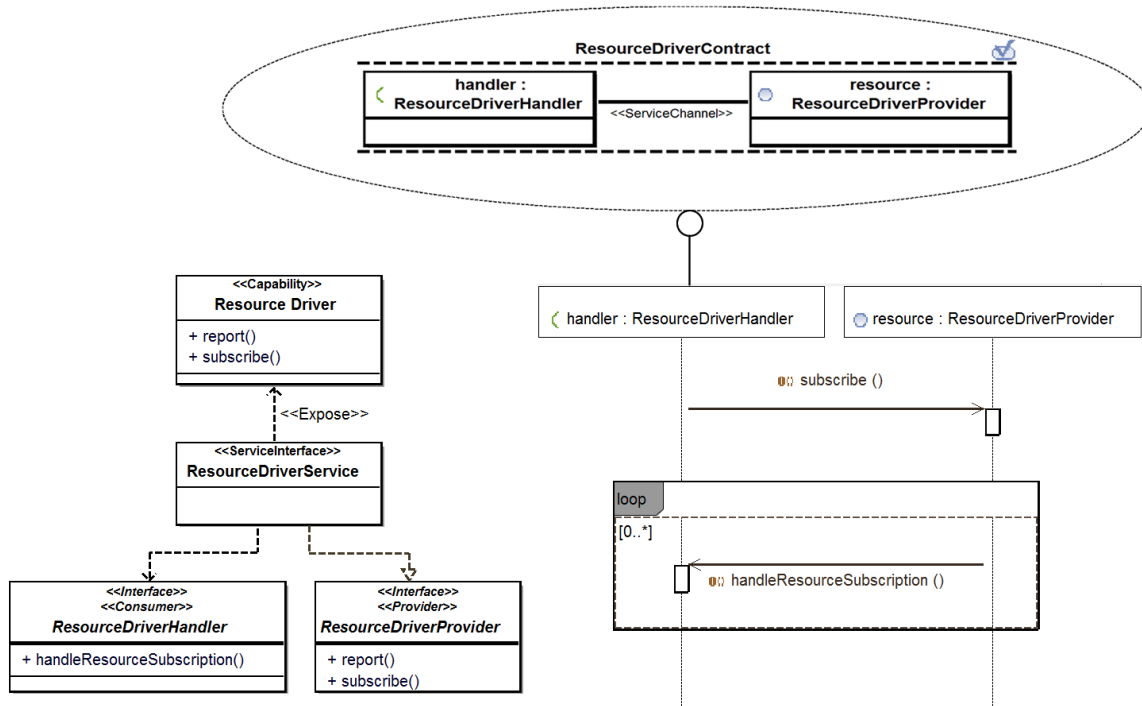 ResourceDriverContract
handler :
ResourceDriverHandler
<<ServiceChannel>>
resource :
ResourceDriverProvider
<<Capability>>
Resource Driver
+ report()
+ subscribe()
<<Expose>>
<<ServiceInterface>>
ResourceDriverService
<<Interface>>
<<Consumer>>
ResourceDriverHandler
+ handleResourceSubscription()
<<Interface>>
<<Provider>>
ResourceDriverProvider
+ report()
+ subscribe()
handler : ResourceDriverHandler
resource : ResourceDriverProvider
subscribe ()
loop
[0..*]
handleResourceSubscription ()